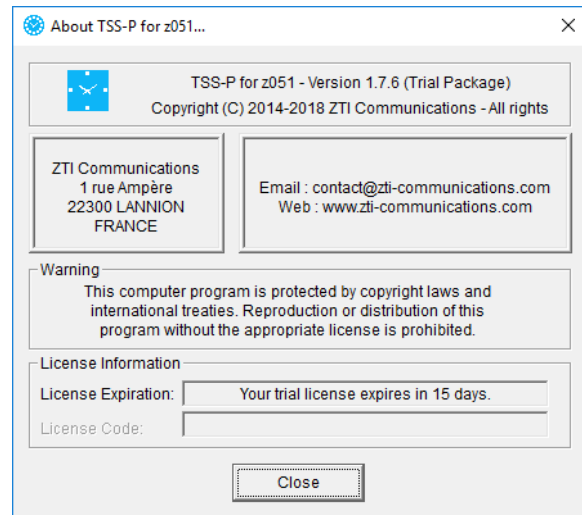 About TSS-P for z051...
TSS-P for z051 - Version 1.7.6 (Trial Package)
Copyright (C) 2014-2018 ZTI Communications - All rights
ZTI Communications
1 rue Ampère
22300 LANNION
FRANCE
Email : contact@zti-communications.com
Web : www.zti-communications.com
Warning
This computer program is protected by copyright laws and
international treaties. Reproduction or distribution of this
program without the appropriate license is prohibited.
License Information
License Expiration: Your trial license expires in 15 days.
License Code:
Close